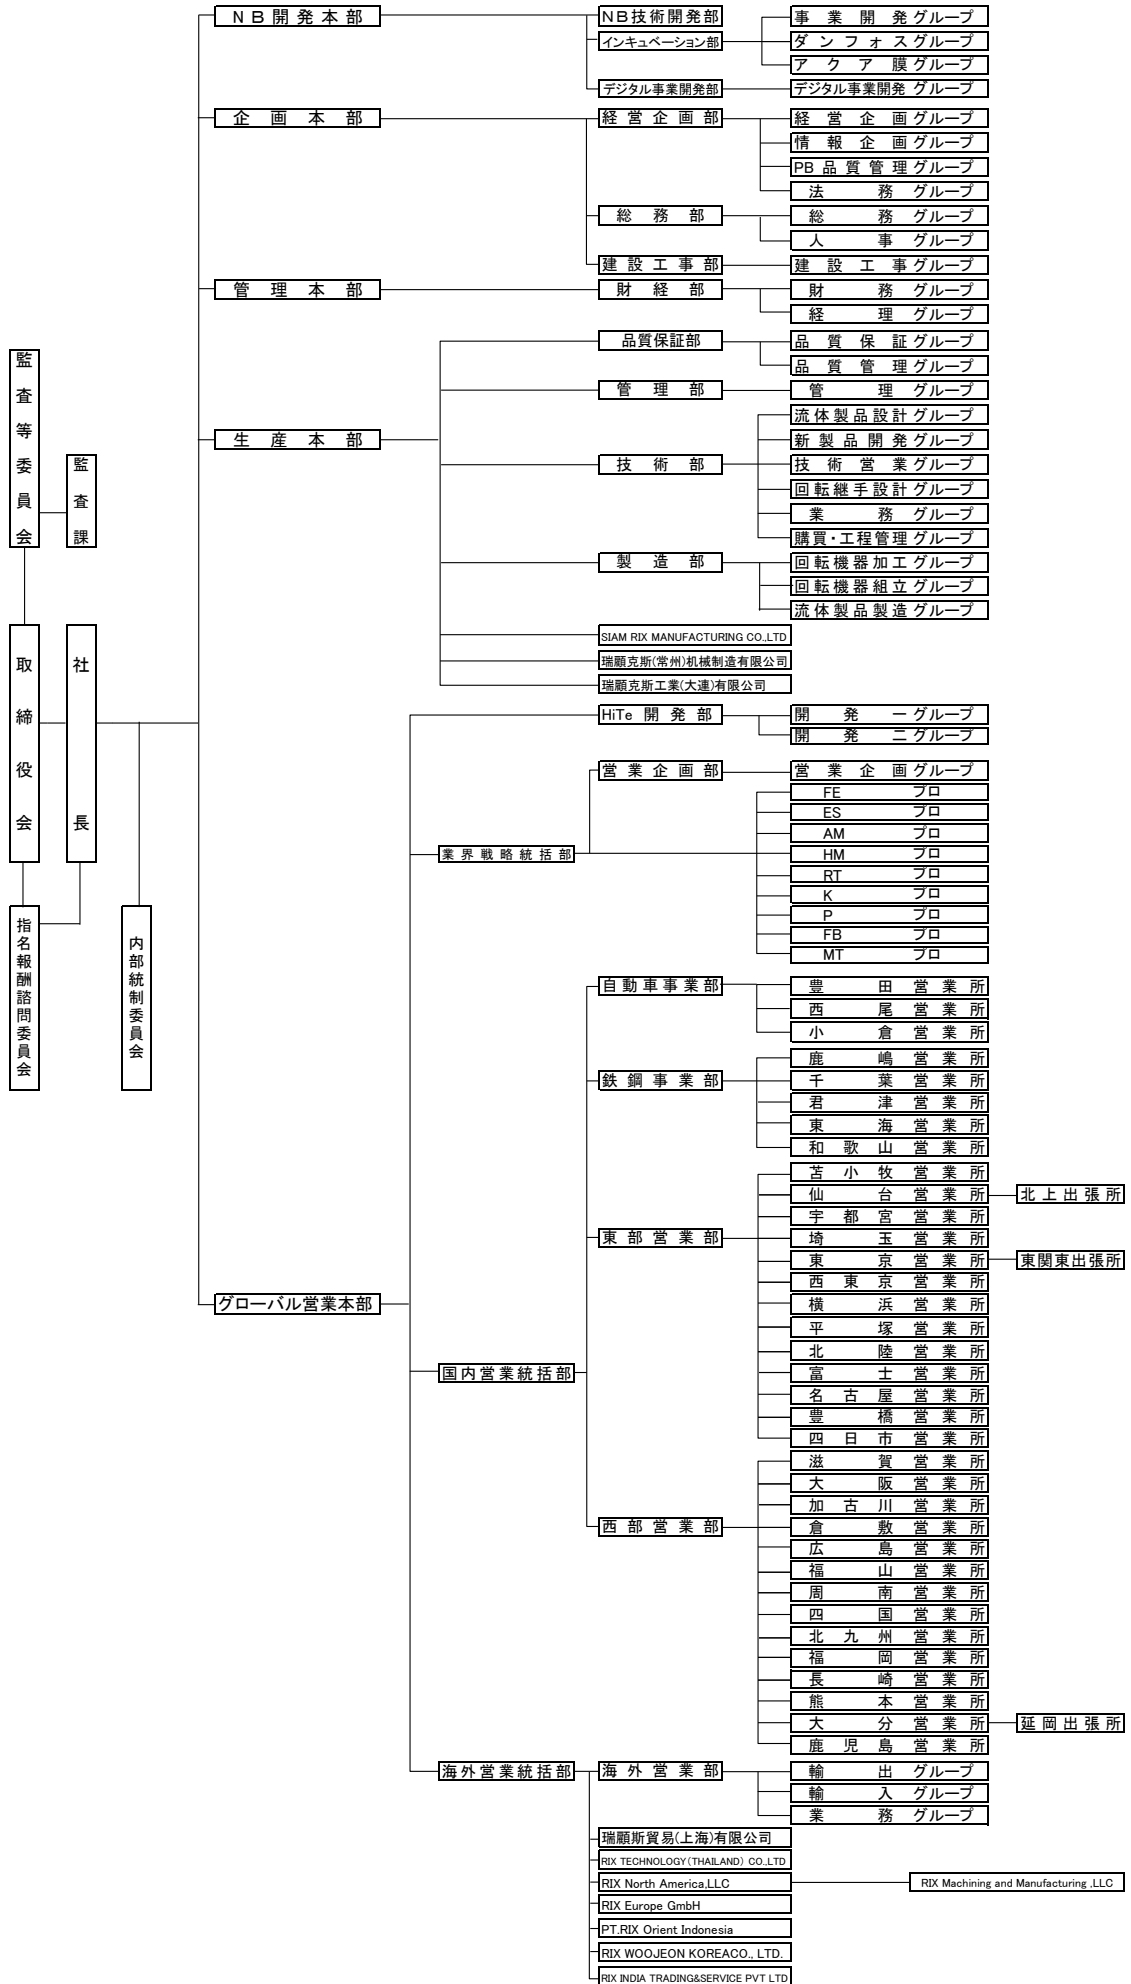 NB開発本部
NB技術開発部
事業開発グループ
インキュベーション部
ダンフォスグループ
アクア膜グループ
デジタル事業開発部
デジタル事業開発 グループ
企画本部
経営企画部
経営企画グループ
情報企画グループ
PB品質管理グループ
法務グループ
総務部
総務グループ
人事グループ
建設工事部
建設工事グループ
管理本部
財経部
財務グループ
経理グループ
監査等委員会
監査課
取締役会
社長
指名報酬諮問委員会
内部統制委員会
生産本部
品質保証部
品質保証グループ
品質管理グループ
管理部
管理グループ
技術部
流体製品設計グループ
新製品開発グループ
技術営業グループ
回転継手設計グループ
業務グループ
購買・工程管理グループ
製造部
回転機器加工グループ
回転機器組立グループ
流体製品製造グループ
SIAM RIX MANUFACTURING CO.,LTD
瑞顧克斯(常州)机械制造有限公司
瑞顧克斯工業(大連)有限公司
グローバル営業本部
HiTe 開発部
開発一グループ
開発二グループ
業界戦略統括部
営業企画部
営業企画グループ
FE プロ
ES プロ
AM プロ
HM プロ
RT プロ
K プロ
P プロ
FB プロ
MT プロ
国内営業統括部
自動車事業部
豊田営業所
西尾営業所
小倉営業所
鉄鋼事業部
鹿嶋営業所
千葉営業所
君津営業所
東海営業所
和歌山営業所
東部営業部
苫小牧営業所
仙台営業所
北上出張所
宇都宮営業所
埼玉営業所
東京営業所
東関東出張所
西東京営業所
横浜営業所
平塚営業所
北陸営業所
富士営業所
名古屋営業所
豊橋営業所
四日市営業所
西部営業部
滋賀営業所
大阪営業所
加古川営業所
倉敷営業所
広島営業所
福山営業所
周南営業所
四国営業所
北九州営業所
福岡営業所
長崎営業所
熊本営業所
大分営業所
延岡出張所
鹿児島営業所
海外営業統括部
海外営業部
輸出グループ
輸入グループ
業務グループ
瑞顧斯貿易(上海)有限公司
RIX TECHNOLOGY(THAILAND) CO.,LTD
RIX North America,LLC
RIX Machining and Manufacturing ,LLC
RIX Europe GmbH
PT.RIX Orient Indonesia
RIX WOOJEON KOREACO., LTD.
RIX INDIA TRADING&SERVICE PVT LTD